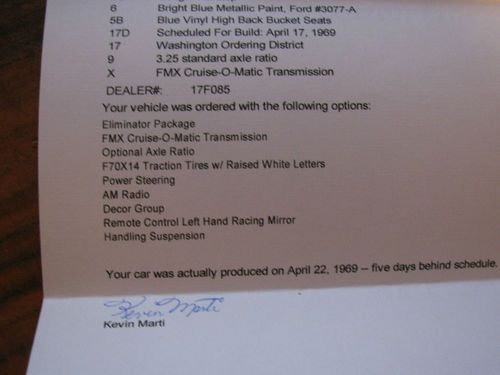 6 Bright Blue Metallic Paint, Ford #3077-A
5B Blue Vinyl High Back Bucket Seats
17D Scheduled For Build: April 17, 1969
17 Washington Ordering District
9 3.25 standard axle ratio
X FMX Cruise-O-Matic Transmission
DEALER#: 17F085
Your vehicle was ordered with the following options:
Eliminator Package
FMX Cruise-O-Matic Transmission
Optional Axle Ratio
F70X14 Traction Tires w/ Raised White Letters
Power Steering
AM Radio
Decor Group
Remote Control Left Hand Racing Mirror
Handling Suspension
Your car was actually produced on April 22, 1969 -- five days behind schedule.
Kevin Marti
Kevin Marti